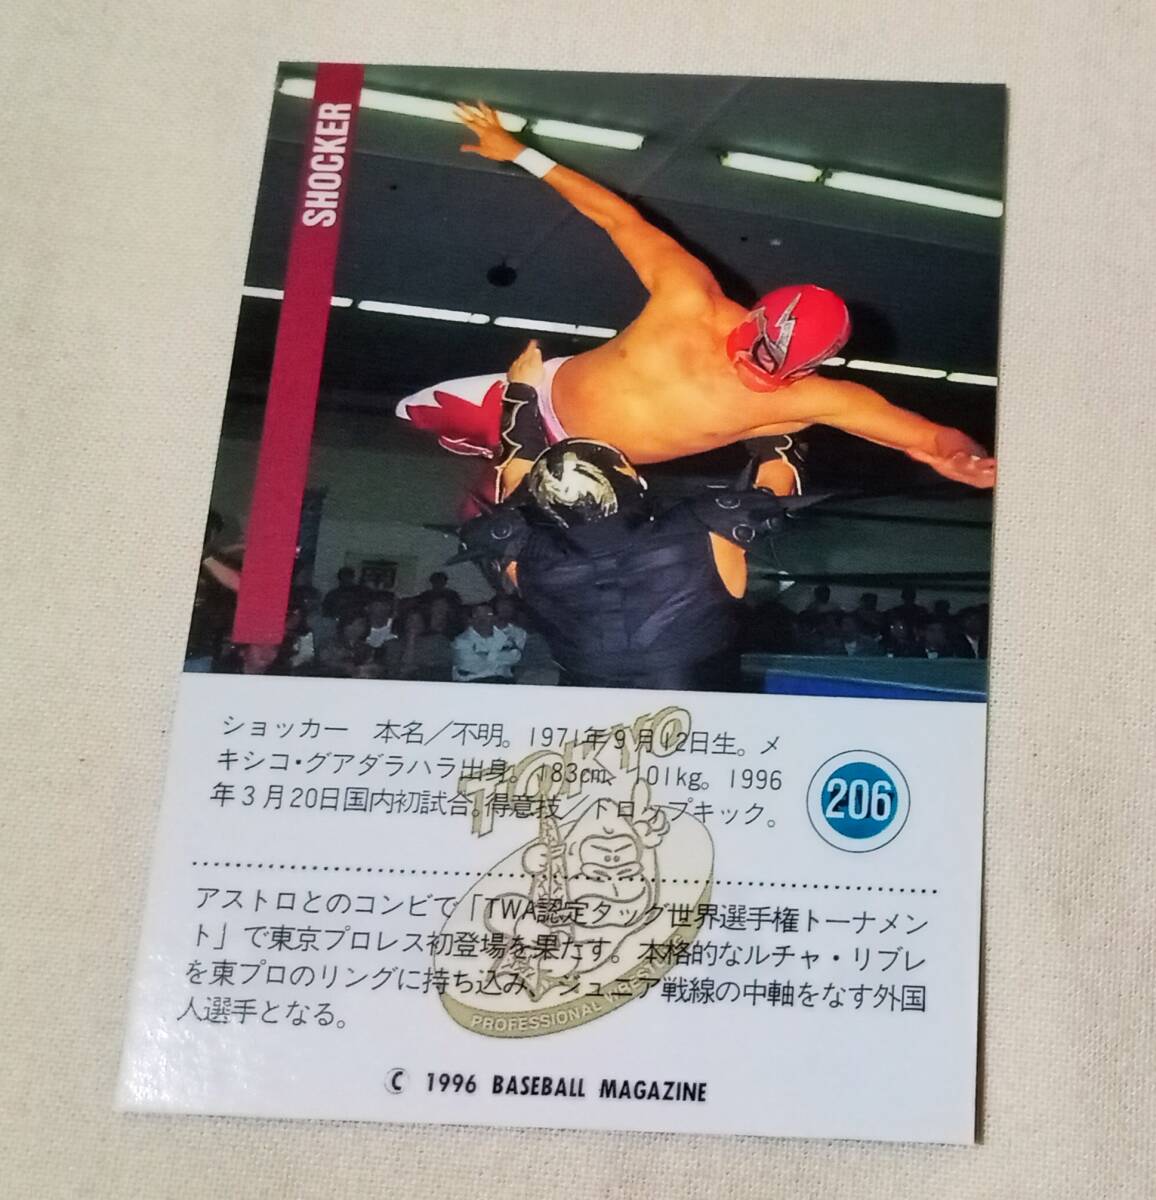 SHOCKER
ショッカー　本名／不明。1971年9月12日生。メ
キシコ・グアダラハラ出身。183cm、101kg。1996
年3月20日国内初試合。得意技／ドロップキック。
206
アストロとのコンビで「TWA認定タッグ世界選手権トーナメン
ト」で東京プロレス初登場を果たす。本格的なルチャ・リブレ
を東プロのリングに持ち込み、ジュニア戦線の中軸をなす外国
人選手となる。
TOKYO
PROFESSIONAL WRESTLING
© 1996 BASEBALL MAGAZINE